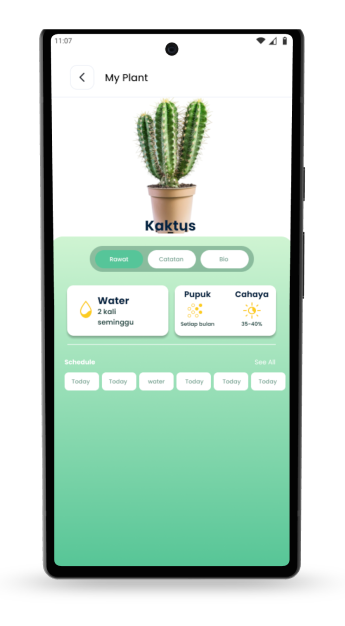 11:07
My Plant
Kaktus
Rawat Catatan Bio
Water
2 kali
seminggu
Pupuk Cahaya
Setiap bulan 35-40%
Schedule See All
Today Today water Today Today Today